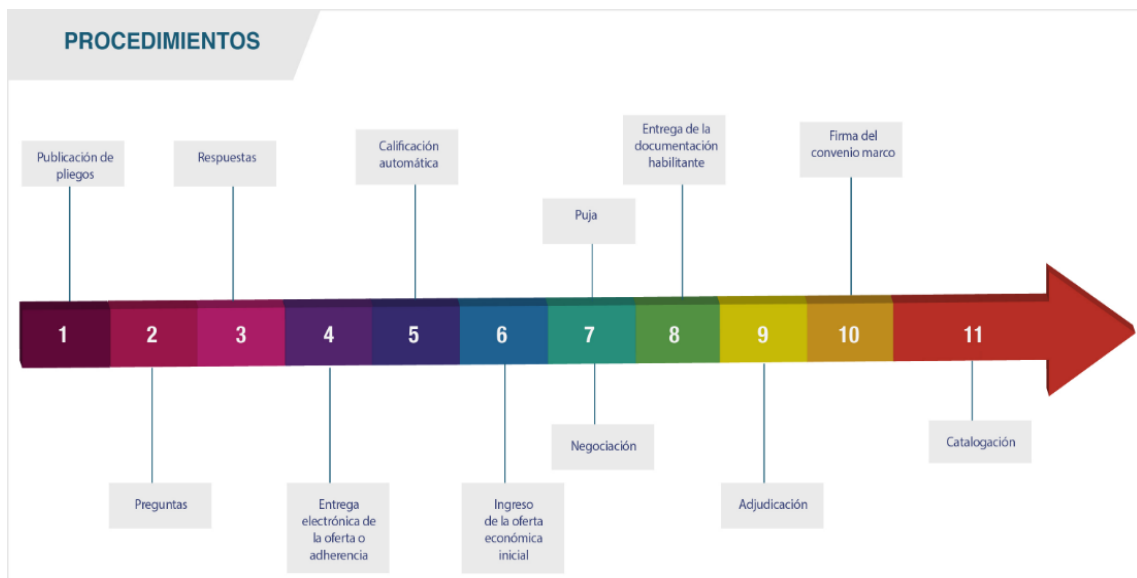 PROCEDIMIENTOS
Publicación de
pliegos
Respuestas
Calificación
automática
Puja
Entrega de la
documentación
habilitante
Firma del
convenio marco
1
2
3
4
5
6
7
8
9
10
11
Preguntas
Entrega
electrónica de
la oferta o
adherencia
Ingreso
de la oferta
económica
inicial
Negociación
Adjudicación
Catalogación